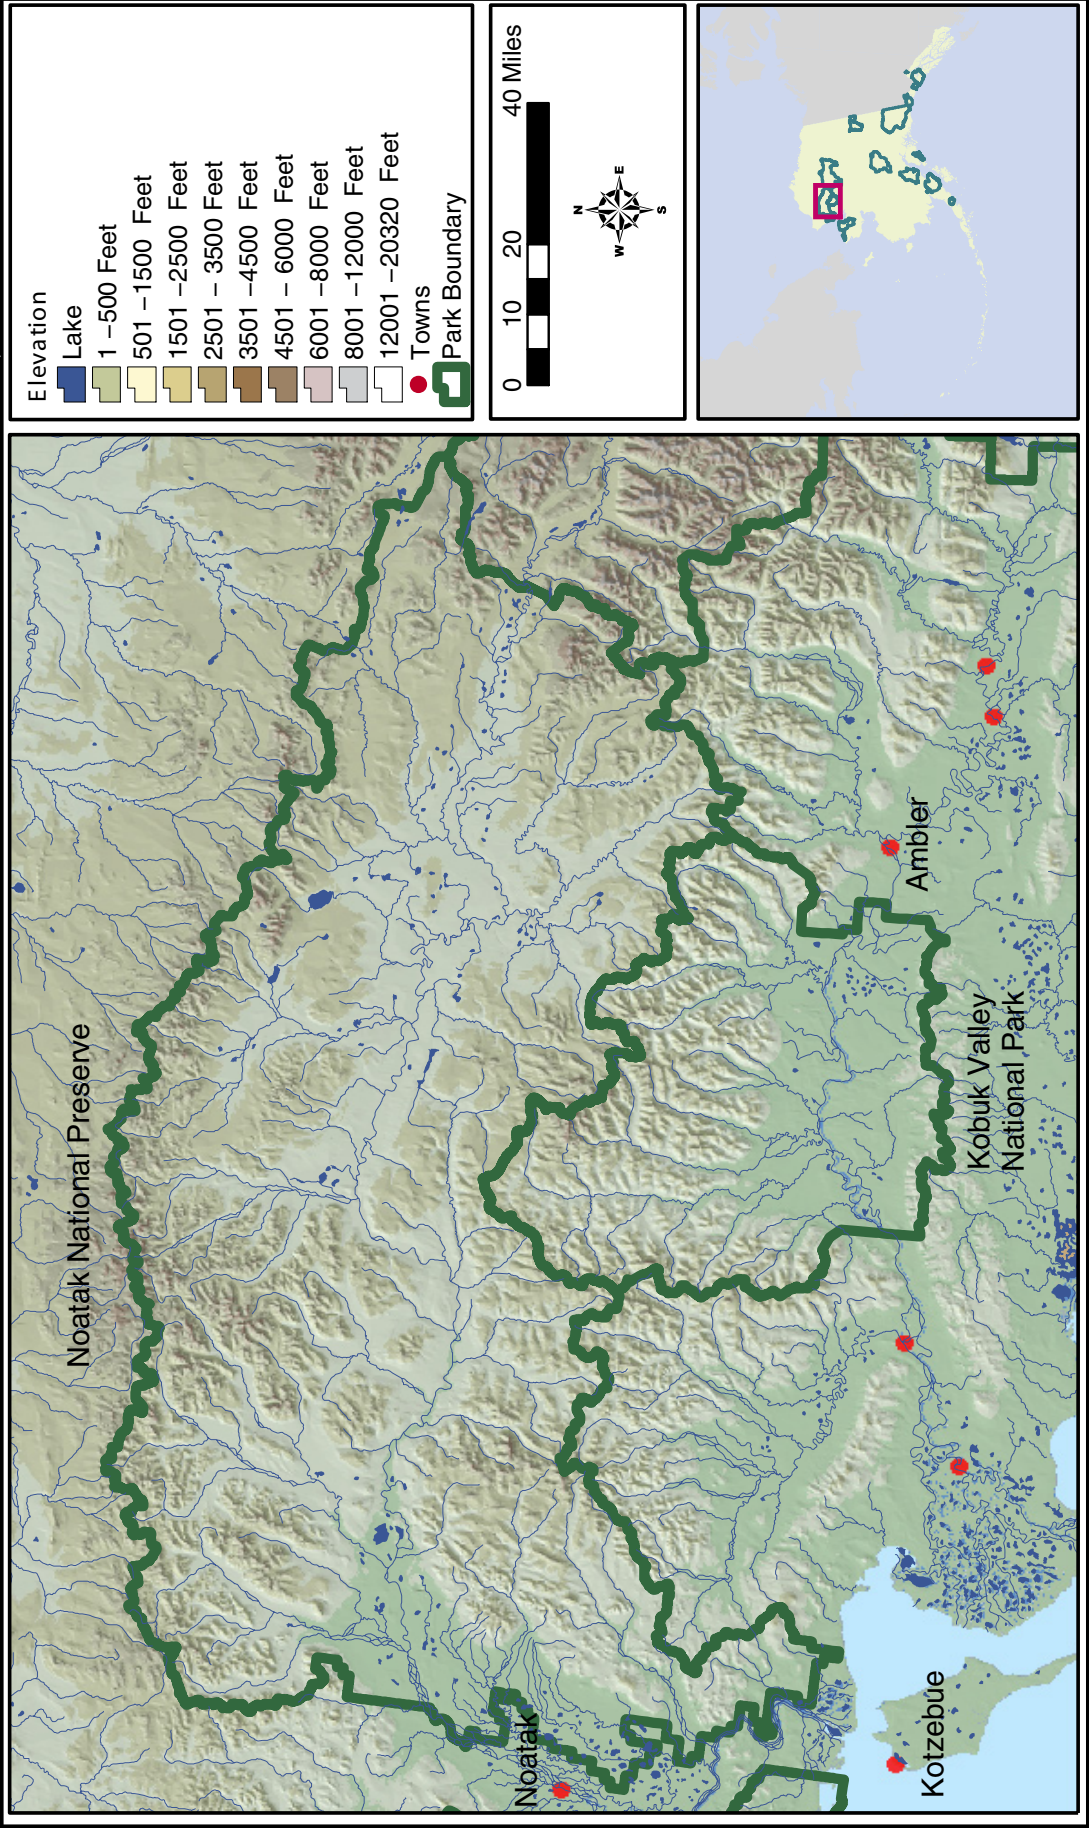 Noatak National Preserve
Noatak
Kotzebue
Ambler
Kobuk Valley
National Park
Elevation
Lake
1 –500 Feet
501 –1500 Feet
1501 –2500 Feet
2501 – 3500 Feet
3501 –4500 Feet
4501 – 6000 Feet
6001 –8000 Feet
8001 –12000 Feet
12001 –20320 Feet
Towns
Park Boundary
0 10 20 40 Miles
N
W E
S